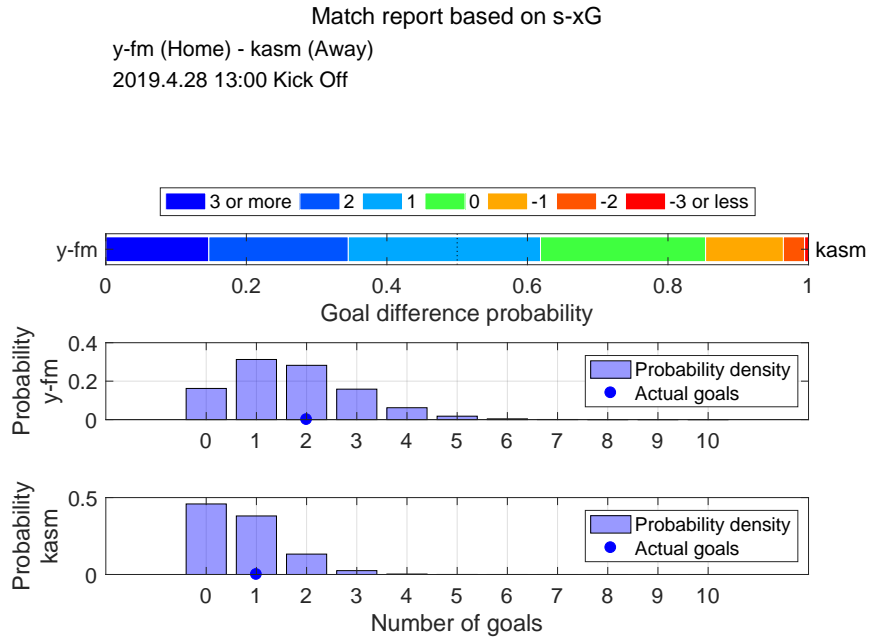 Match report based on s-xG
y-fm (Home) - kasm (Away)
2019.4.28 13:00 Kick Off
3 or more 2 1 0 -1 -2 -3 or less
y-fm kasm
0 0.2 0.4 0.6 0.8 1
Goal difference probability
Probability
y-fm
0.4
0.2
0
Probability density
Actual goals
0 1 2 3 4 5 6 7 8 9 10
Probability
kasm
0.5
0
Probability density
Actual goals
0 1 2 3 4 5 6 7 8 9 10
Number of goals